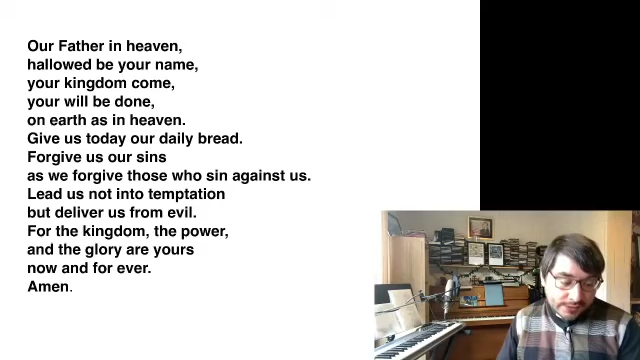 Our Father in heaven,
hallowed be your name,
your kingdom come,
your will be done,
on earth as in heaven.
Give us today our daily bread.
Forgive us our sins
as we forgive those who sin against us.
Lead us not into temptation
but deliver us from evil.
For the kingdom, the power,
and the glory are yours
now and for ever.
Amen.